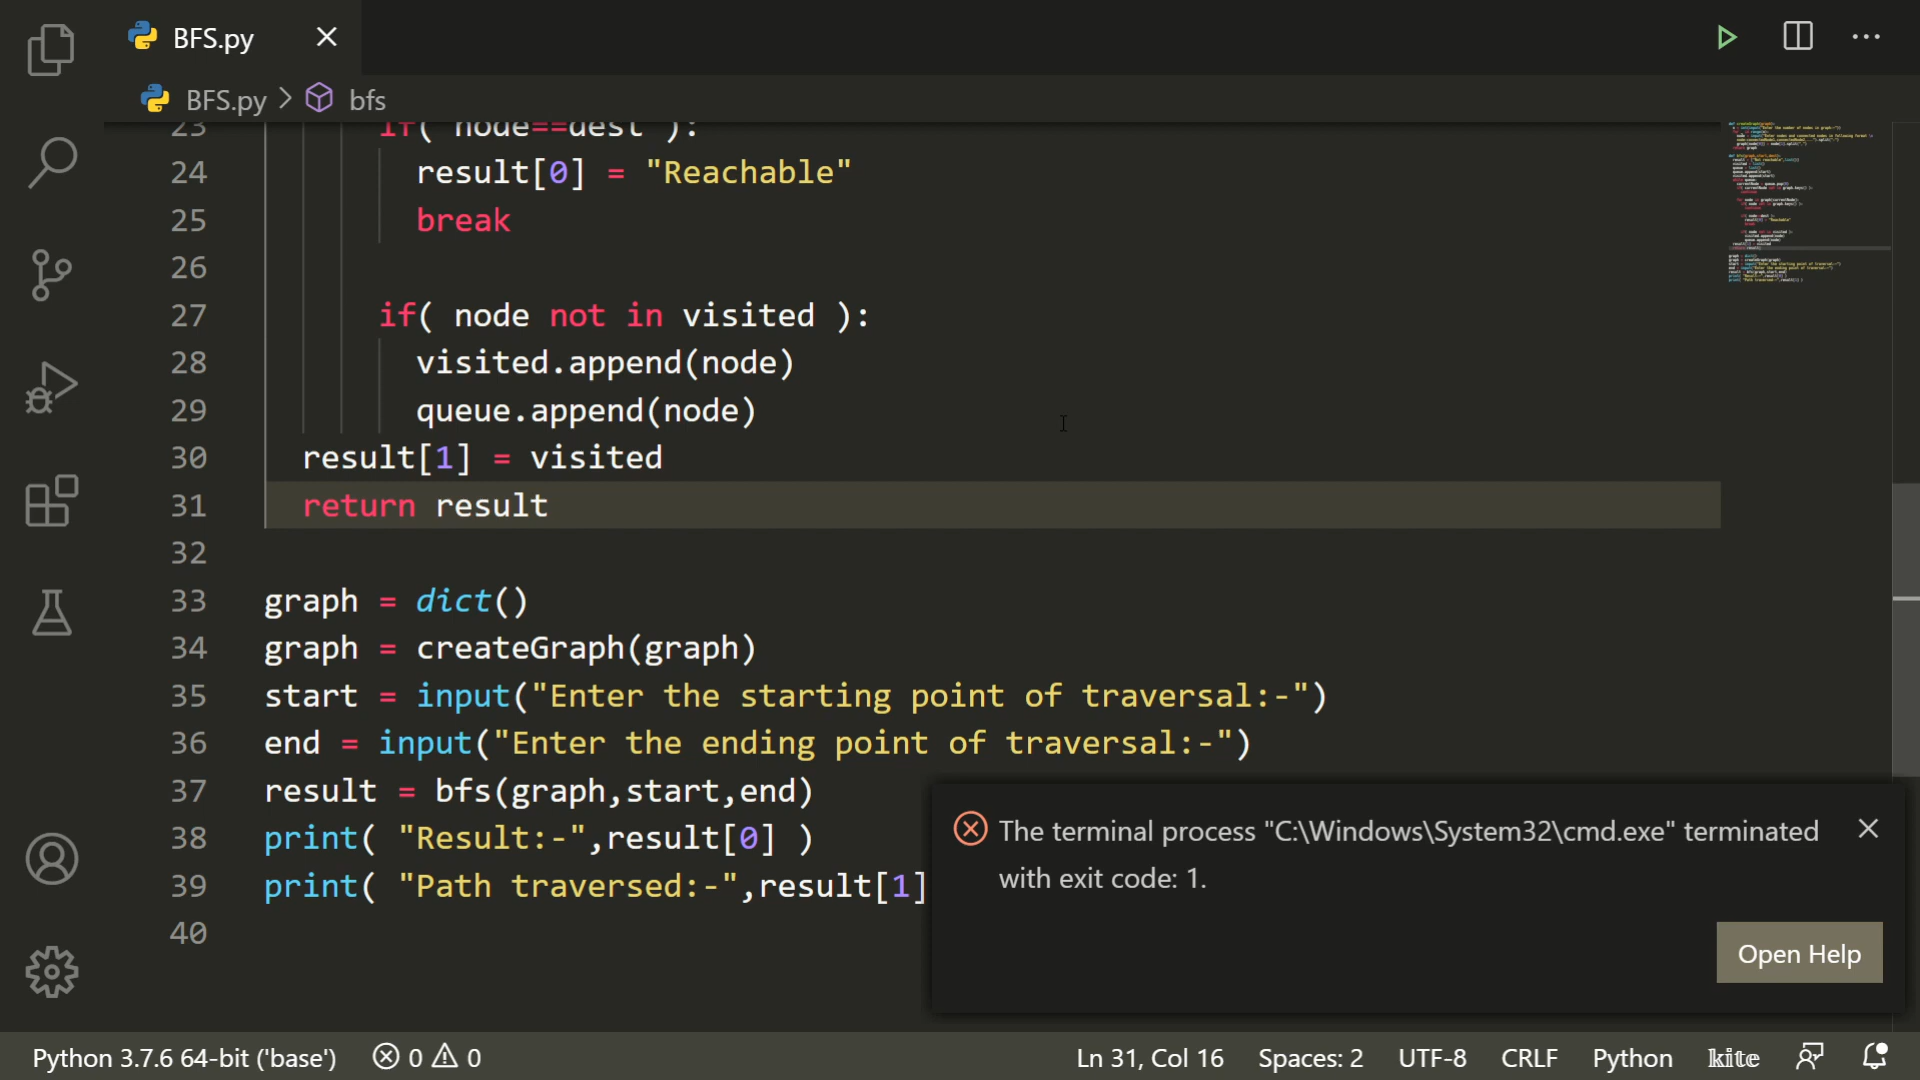 BFS.py
BFS.py > bfs
23 if( node==dest ):
24 result[0] = "Reachable"
25 break
26
27 if( node not in visited ):
28 visited.append(node)
29 queue.append(node)
30 result[1] = visited
31 return result
32
33 graph = dict()
34 graph = createGraph(graph)
35 start = input("Enter the starting point of traversal:-")
36 end = input("Enter the ending point of traversal:-")
37 result = bfs(graph,start,end)
38 print( "Result:-",result[0] )
39 print( "Path traversed:-",result[1]
40
The terminal process "C:\Windows\System32\cmd.exe" terminated
with exit code: 1.
Open Help
Python 3.7.6 64-bit ('base') 0 0 Ln 31, Col 16 Spaces: 2 UTF-8 CRLF Python kite